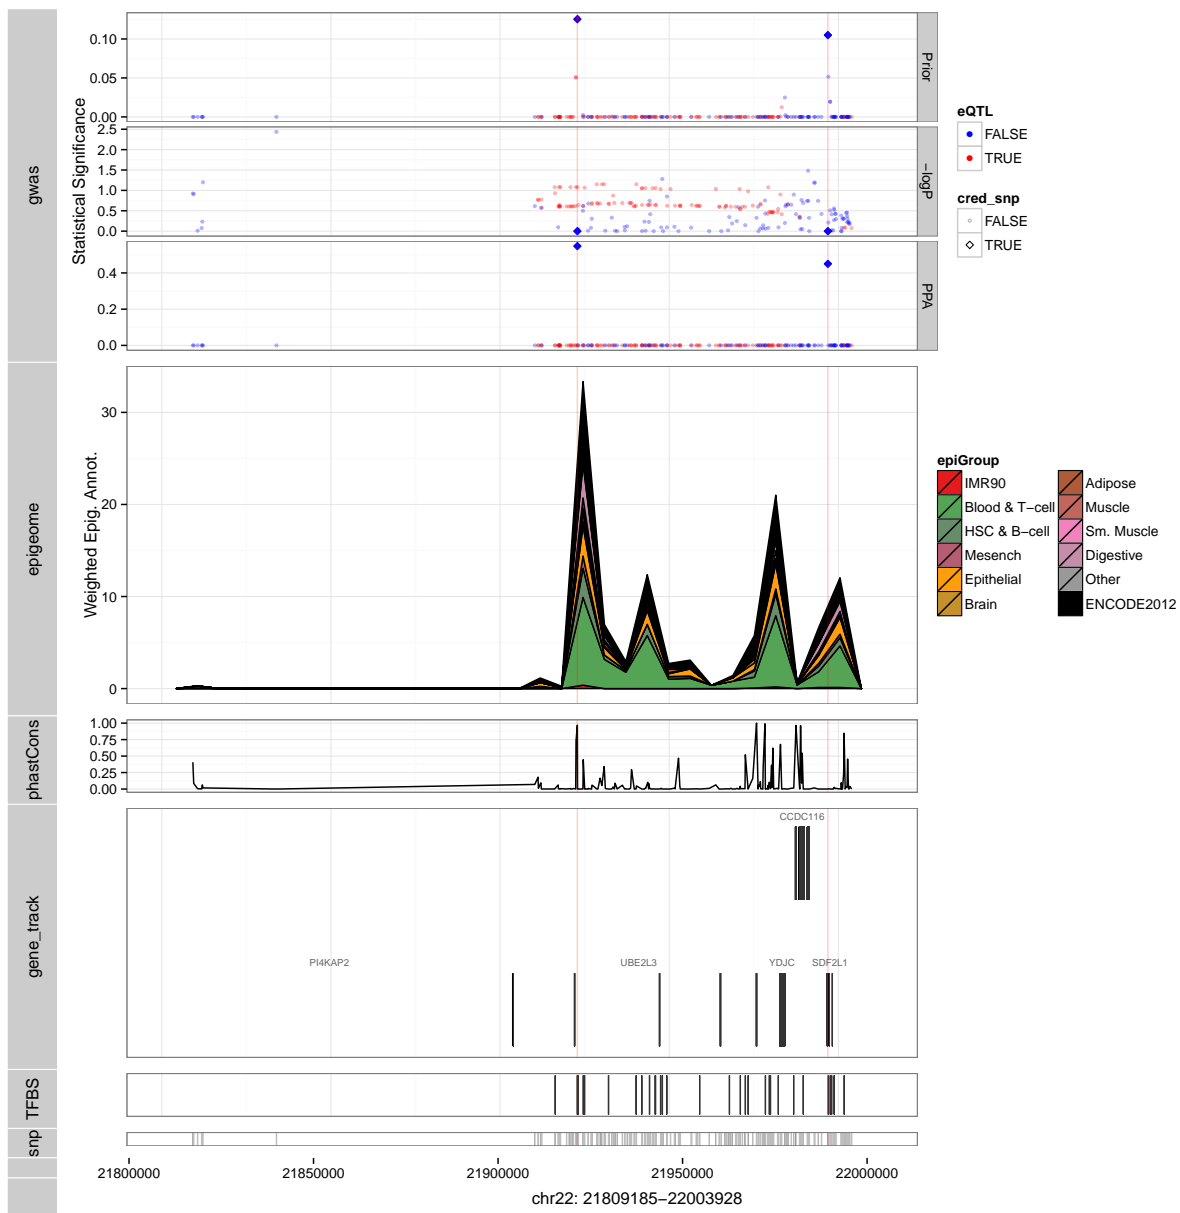 gwas
Statistical Significance
0.10
0.05
0.00
Prior
2.5
2.0
1.5
1.0
0.5
0.0
−logP
0.4
0.2
0.0
PPA
eQTL
FALSE
TRUE
cred_snp
FALSE
TRUE
epigeome
Weighted Epig. Annot.
30
20
10
0
epiGroup
IMR90
Blood & T−cell
HSC & B−cell
Mesench
Epithelial
Brain
Adipose
Muscle
Sm. Muscle
Digestive
Other
ENCODE2012
phastCons
1.00
0.75
0.50
0.25
0.00
gene_track
CCDC116
PI4KAP2
UBE2L3
YDJC
SDF2L1
TFBS
snp
21800000
21850000
21900000
21950000
22000000
chr22: 21809185−22003928